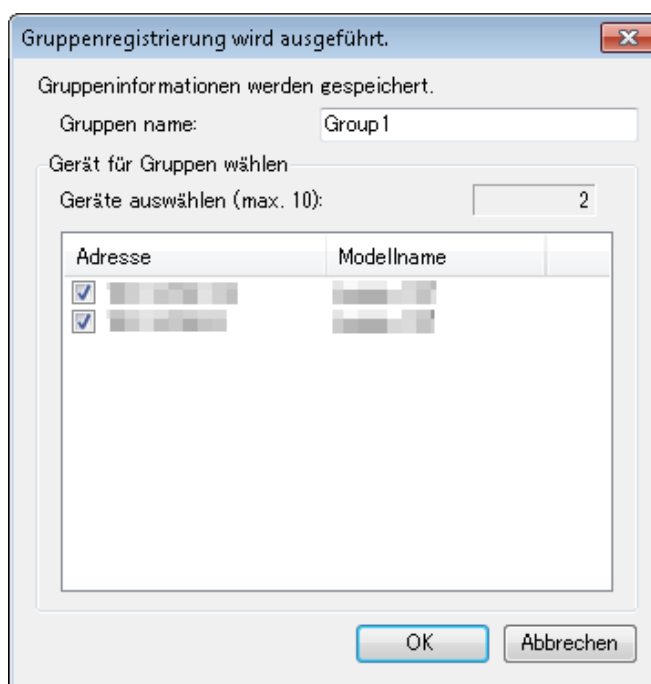 Gruppenregistrierung wird ausgeführt.
Gruppeninformationen werden gespeichert.
Gruppen name: Group1
Gerät für Gruppen wählen
Geräte auswählen (max. 10): 2
Adresse Modellname
OK Abbrechen